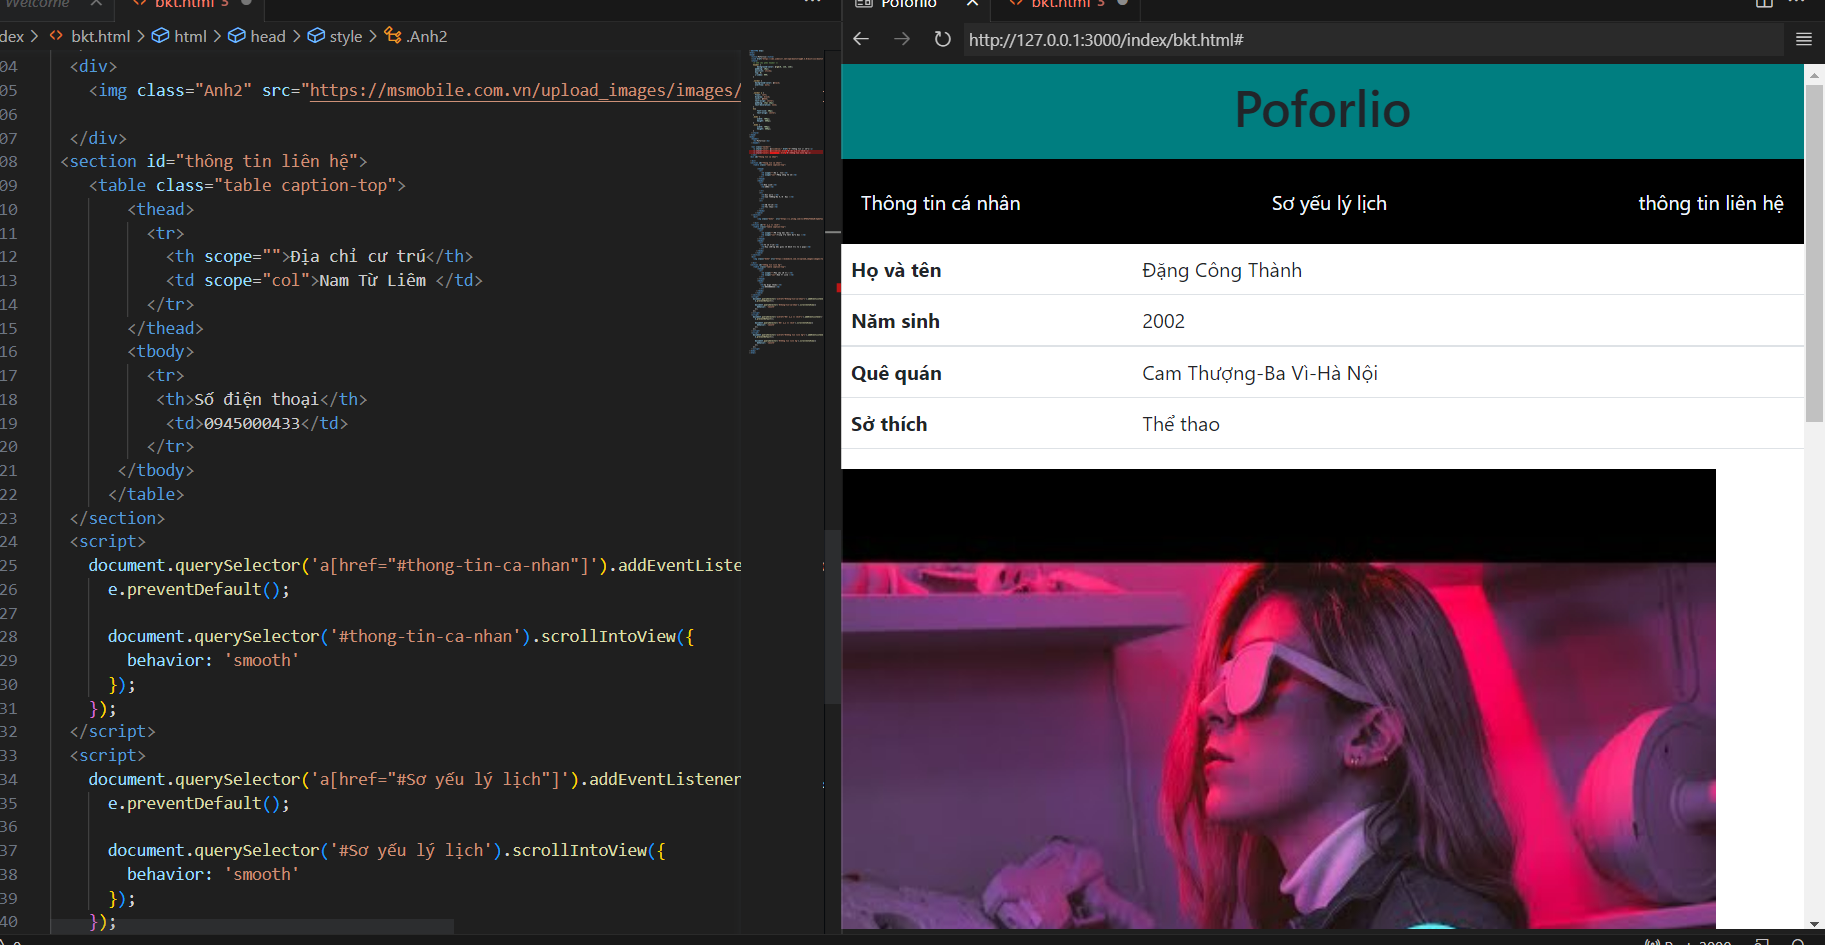 Welcome
bkt.html 3
Poforlio
bkt.html 3
dex > bkt.html > html > head > style > .Anh2
http://127.0.0.1:3000/index/bkt.html#
04 <div>
05 <img class="Anh2" src="https://msmobile.com.vn/upload_images/images/
06
07 </div>
08 <section id="thông tin liên hệ">
09 <table class="table caption-top">
10 <thead>
11 <tr>
12 <th scope="">Địa chỉ cư trú</th>
13 <td scope="col">Nam Từ Liêm </td>
14 </tr>
15 </thead>
16 <tbody>
17 <tr>
18 <th>Số điện thoại</th>
19 <td>0945000433</td>
20 </tr>
21 </tbody>
22 </table>
23 </section>
24 <script>
25 document.querySelector('a[href="#thong-tin-ca-nhan"]').addEventListe
26 e.preventDefault();
27
28 document.querySelector('#thong-tin-ca-nhan').scrollIntoView({
29 behavior: 'smooth'
30 });
31 });
32 </script>
33 <script>
34 document.querySelector('a[href="#Sơ yếu lý lịch"]').addEventListener
35 e.preventDefault();
36
37 document.querySelector('#Sơ yếu lý lịch').scrollIntoView({
38 behavior: 'smooth'
39 });
40 });
Poforlio
Thông tin cá nhân Sơ yếu lý lịch thông tin liên hệ
Họ và tên Đặng Công Thành
Năm sinh 2002
Quê quán Cam Thượng-Ba Vì-Hà Nội
Sở thích Thể thao